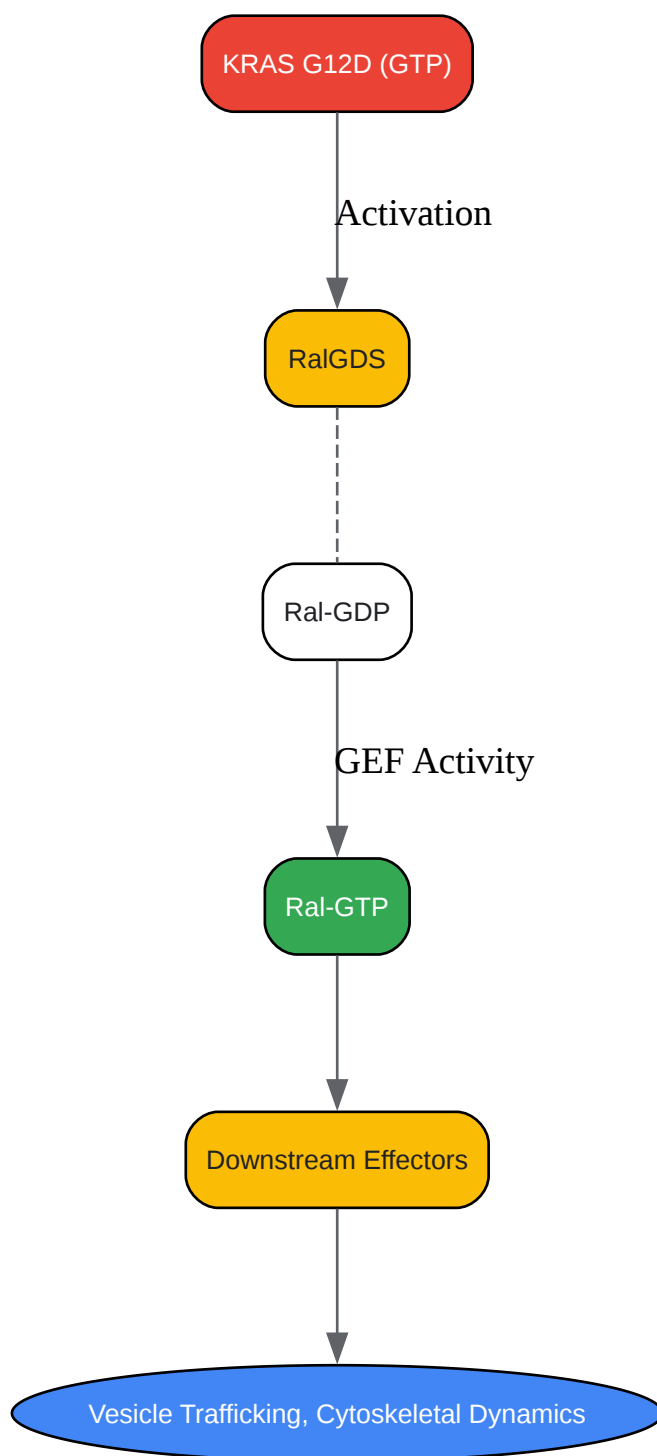 KRAS G12D (GTP)
Activation
RalGDS
Ral-GDP
GEF Activity
Ral-GTP
Downstream Effectors
Vesicle Trafficking, Cytoskeletal Dynamics